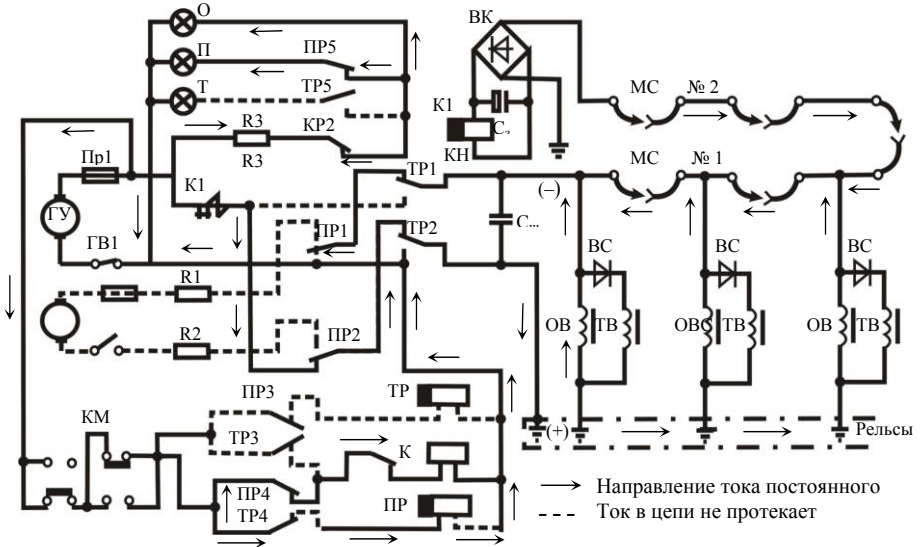 О
П
Т
ПР5
ТР5
R3
R3
КР2
К1
Пр1
ГУ
ГВ1
ПР1
ТР1
ТР2
R1
R2
ПР2
ПР3
ТР3
ПР4
ТР4
КМ
ТР
К
ПР
ВК
К1
КН
МС № 2
МС № 1
(–)
(+)
ВС
ВС
ВС
ОВ
ТВ
ТВ
ОВ
ТВ
Рельсы
Направление тока постоянного
Ток в цепи не протекает